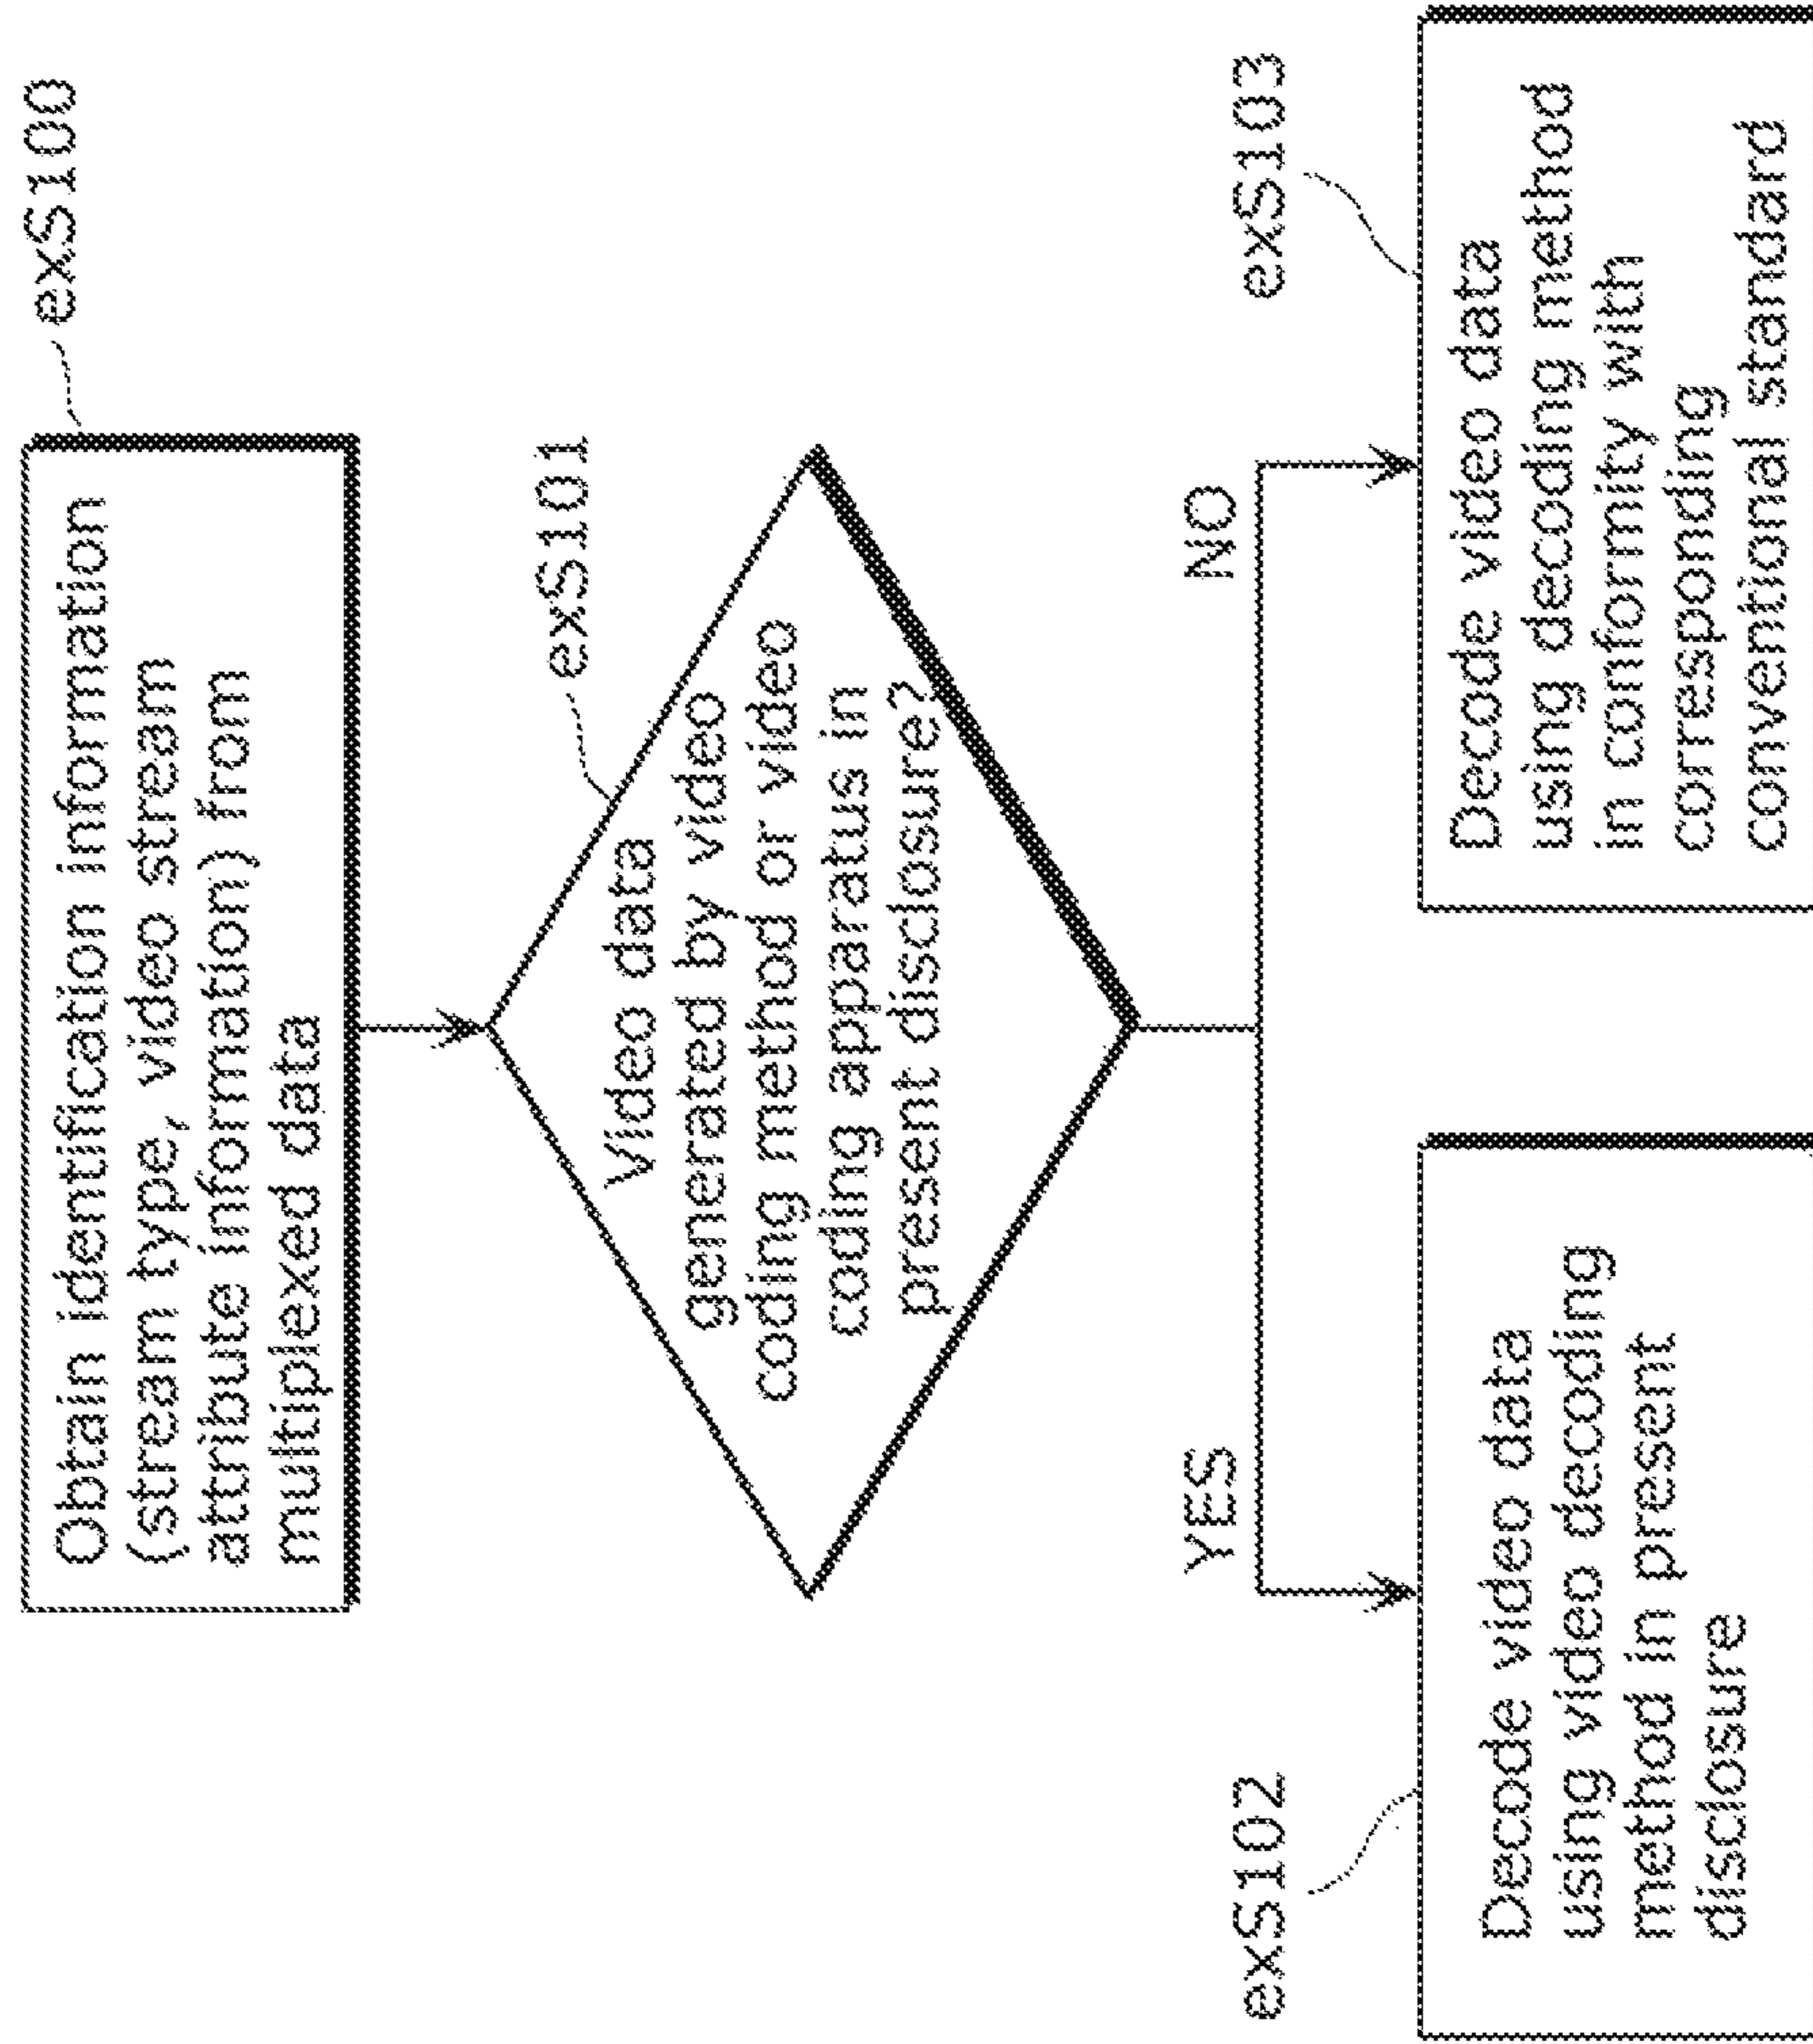 exS100
Obtain identification information
(stream type, video stream
attribute information) from
multiplexed data
exS101
Video data
generated by video
coding method or video
coding apparatus in
present disclosure?
YES
NO
exS102
Decode video data
using video decoding
method in present
disclosure
exS103
Decode video data
using decoding method
in conformity with
corresponding
conventional standard